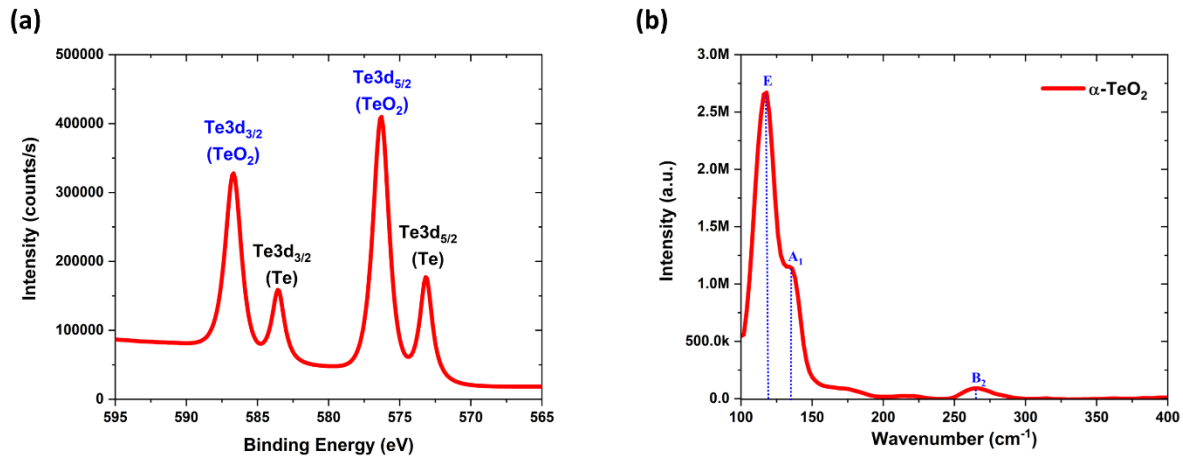 (a)
500000
400000
300000
200000
100000
0
595 590 585 580 575 570 565
Intensity (counts/s)
Binding Energy (eV)
Te3d3/2
(TeO2)
Te3d3/2
(Te)
Te3d5/2
(TeO2)
Te3d5/2
(Te)
(b)
3.0M
2.5M
2.0M
1.5M
1.0M
500.0k
0.0
100 150 200 250 300 350 400
Intensity (a.u.)
Wavenumber (cm-1)
E
A1
B2
α-TeO2